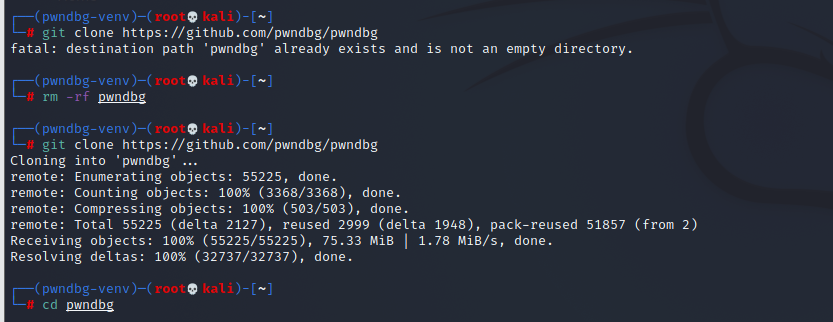 ┌──(pwndbg-venv)─(root💀kali)-[~]
└─# git clone https://github.com/pwndbg/pwndbg
fatal: destination path 'pwndbg' already exists and is not an empty directory.
┌──(pwndbg-venv)─(root💀kali)-[~]
└─# rm -rf pwndbg
┌──(pwndbg-venv)─(root💀kali)-[~]
└─# git clone https://github.com/pwndbg/pwndbg
Cloning into 'pwndbg'...
remote: Enumerating objects: 55225, done.
remote: Counting objects: 100% (3368/3368), done.
remote: Compressing objects: 100% (503/503), done.
remote: Total 55225 (delta 2127), reused 2999 (delta 1948), pack-reused 51857 (from 2)
Receiving objects: 100% (55225/55225), 75.33 MiB | 1.78 MiB/s, done.
Resolving deltas: 100% (32737/32737), done.
┌──(pwndbg-venv)─(root💀kali)-[~]
└─# cd pwndbg